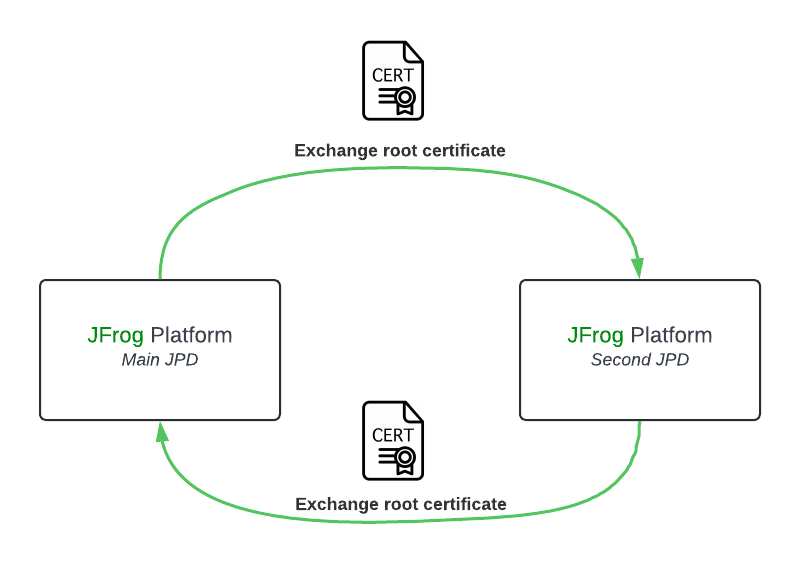 CERT
Exchange root certificate
JFrog Platform
Main JPD
JFrog Platform
Second JPD
CERT
Exchange root certificate